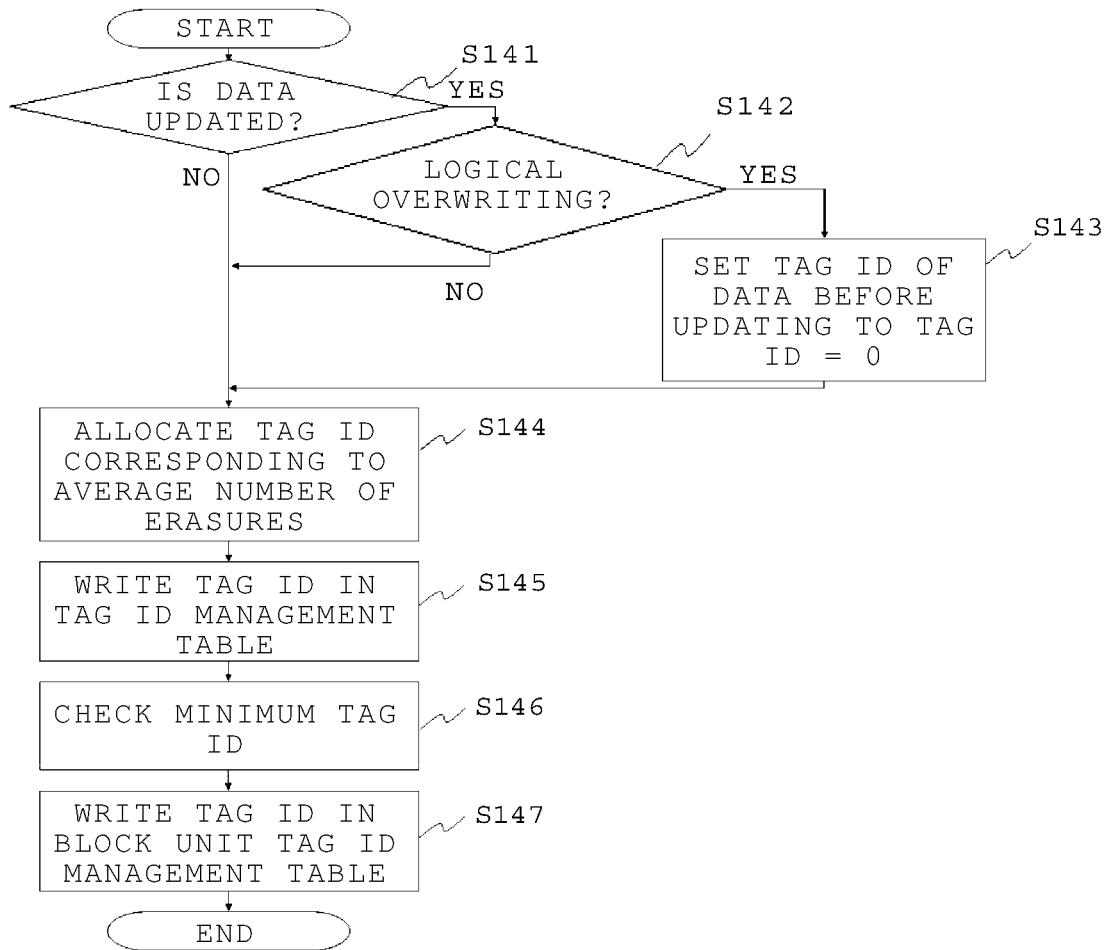 START
S141
IS DATA
UPDATED?
YES
S142
LOGICAL
OVERWRITING?
YES
NO
NO
S143
SET TAG ID OF
DATA BEFORE
UPDATING TO TAG
ID = 0
ALLOCATE TAG ID
CORRESPONDING TO
AVERAGE NUMBER OF
ERASURES
S144
WRITE TAG ID IN
TAG ID MANAGEMENT
TABLE
S145
CHECK MINIMUM TAG
ID
S146
WRITE TAG ID IN
BLOCK UNIT TAG ID
MANAGEMENT TABLE
S147
END